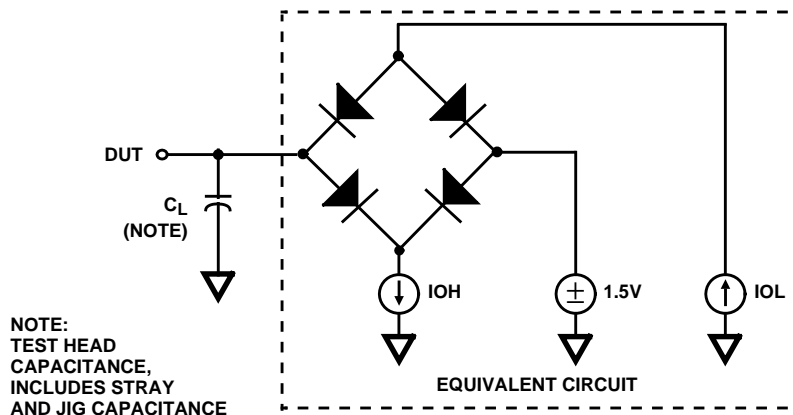 DUT
CL
(NOTE)
IOH
±
1.5V
IOL
NOTE:
TEST HEAD
CAPACITANCE,
INCLUDES STRAY
AND JIG CAPACITANCE
EQUIVALENT CIRCUIT